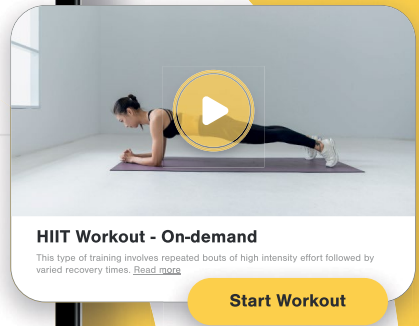 HIIT Workout - On-demand
This type of training involves repeated bouts of high intensity effort followed by
varied recovery times. Read more
Start Workout